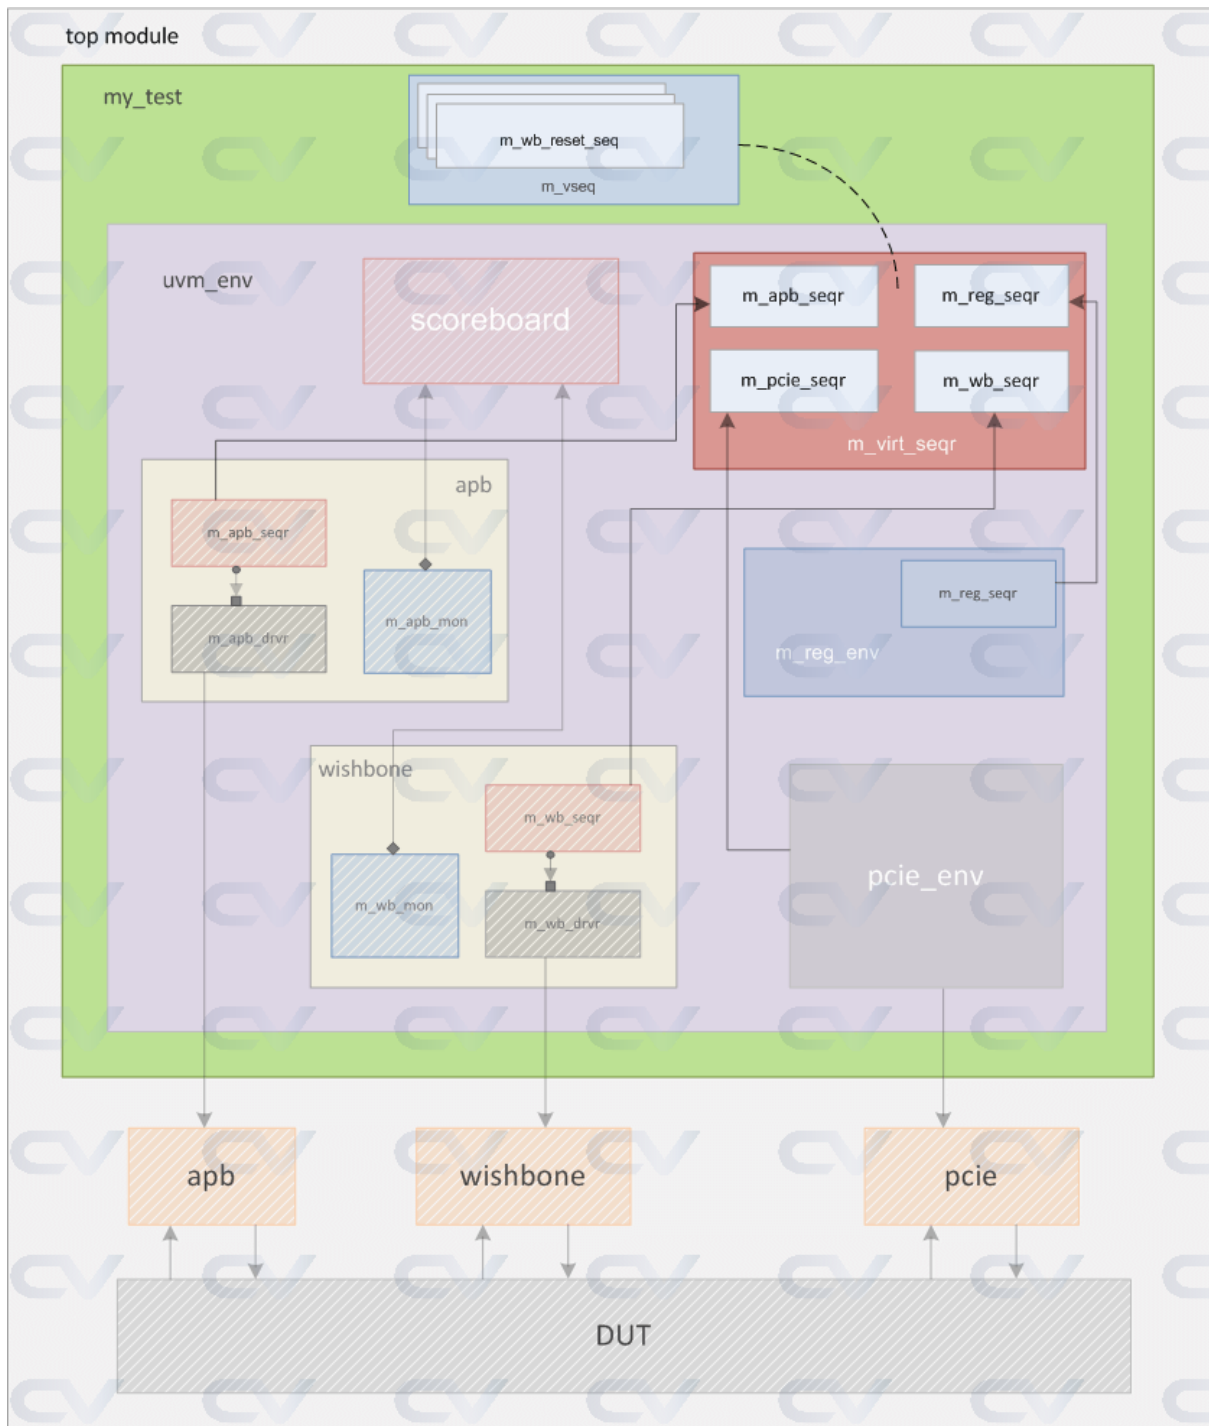 top module
my_test
m_wb_reset_seq
m_vseq
uvm_env
scoreboard
m_apb_seqr
m_reg_seqr
m_pcie_seqr
m_wb_seqr
m_virt_seqr
apb
m_apb_seqr
m_apb_drvr
m_apb_mon
m_reg_seqr
m_reg_env
wishbone
m_wb_seqr
m_wb_mon
m_wb_drvr
pcie_env
apb
wishbone
pcie
DUT